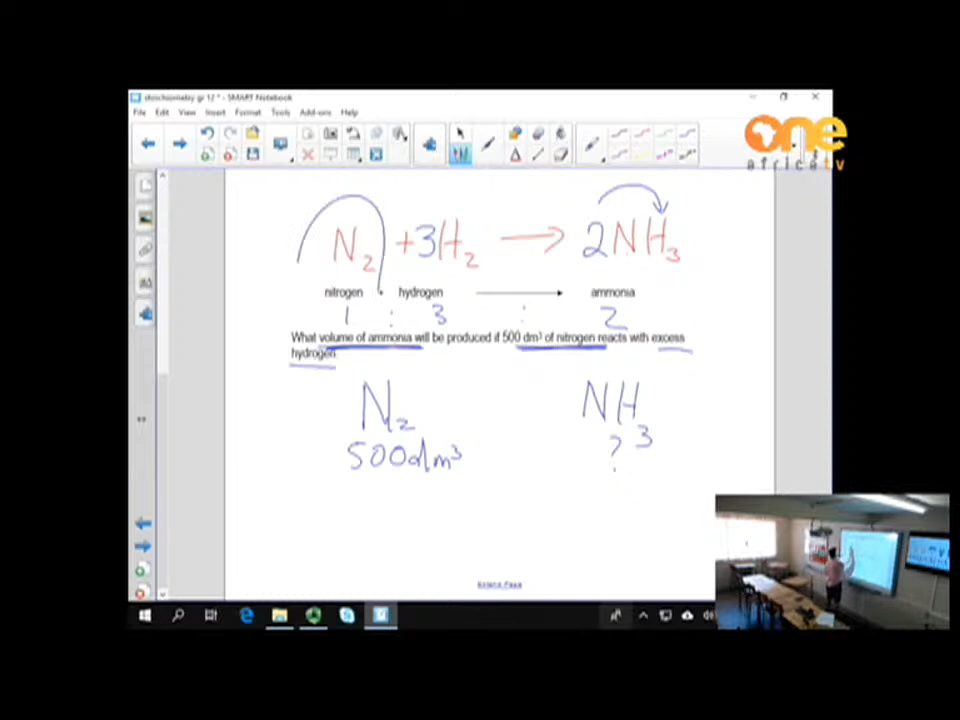 stoichiometry gr 12 * - SMART Notebook
one
africa tv
File Edit View Insert Format Tools Add-ons Help
N2 +3H2 → 2NH3
nitrogen + hydrogen → ammonia
1 : 3 : 2
What volume of ammonia will be produced if 500 dm³ of nitrogen reacts with excess
hydrogen
N2 NH3
500dm³ ?
Extend Page